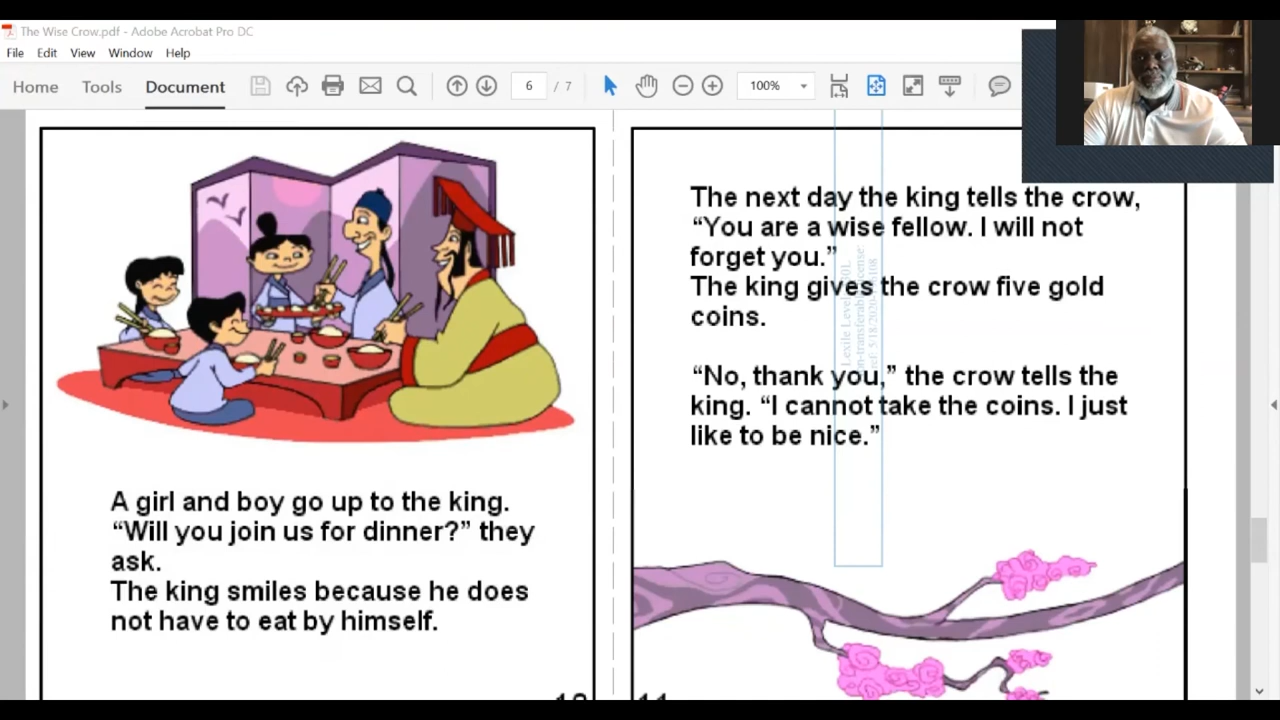 The Wise Crow.pdf - Adobe Acrobat Pro DC
File Edit View Window Help
Home Tools Document 6 / 7 100%
A girl and boy go up to the king.
“Will you join us for dinner?” they
ask.
The king smiles because he does
not have to eat by himself.
The next day the king tells the crow,
“You are a wise fellow. I will not
forget you.”
The king gives the crow five gold
coins.
“No, thank you,” the crow tells the
king. “I cannot take the coins. I just
like to be nice.”
Lexile Level